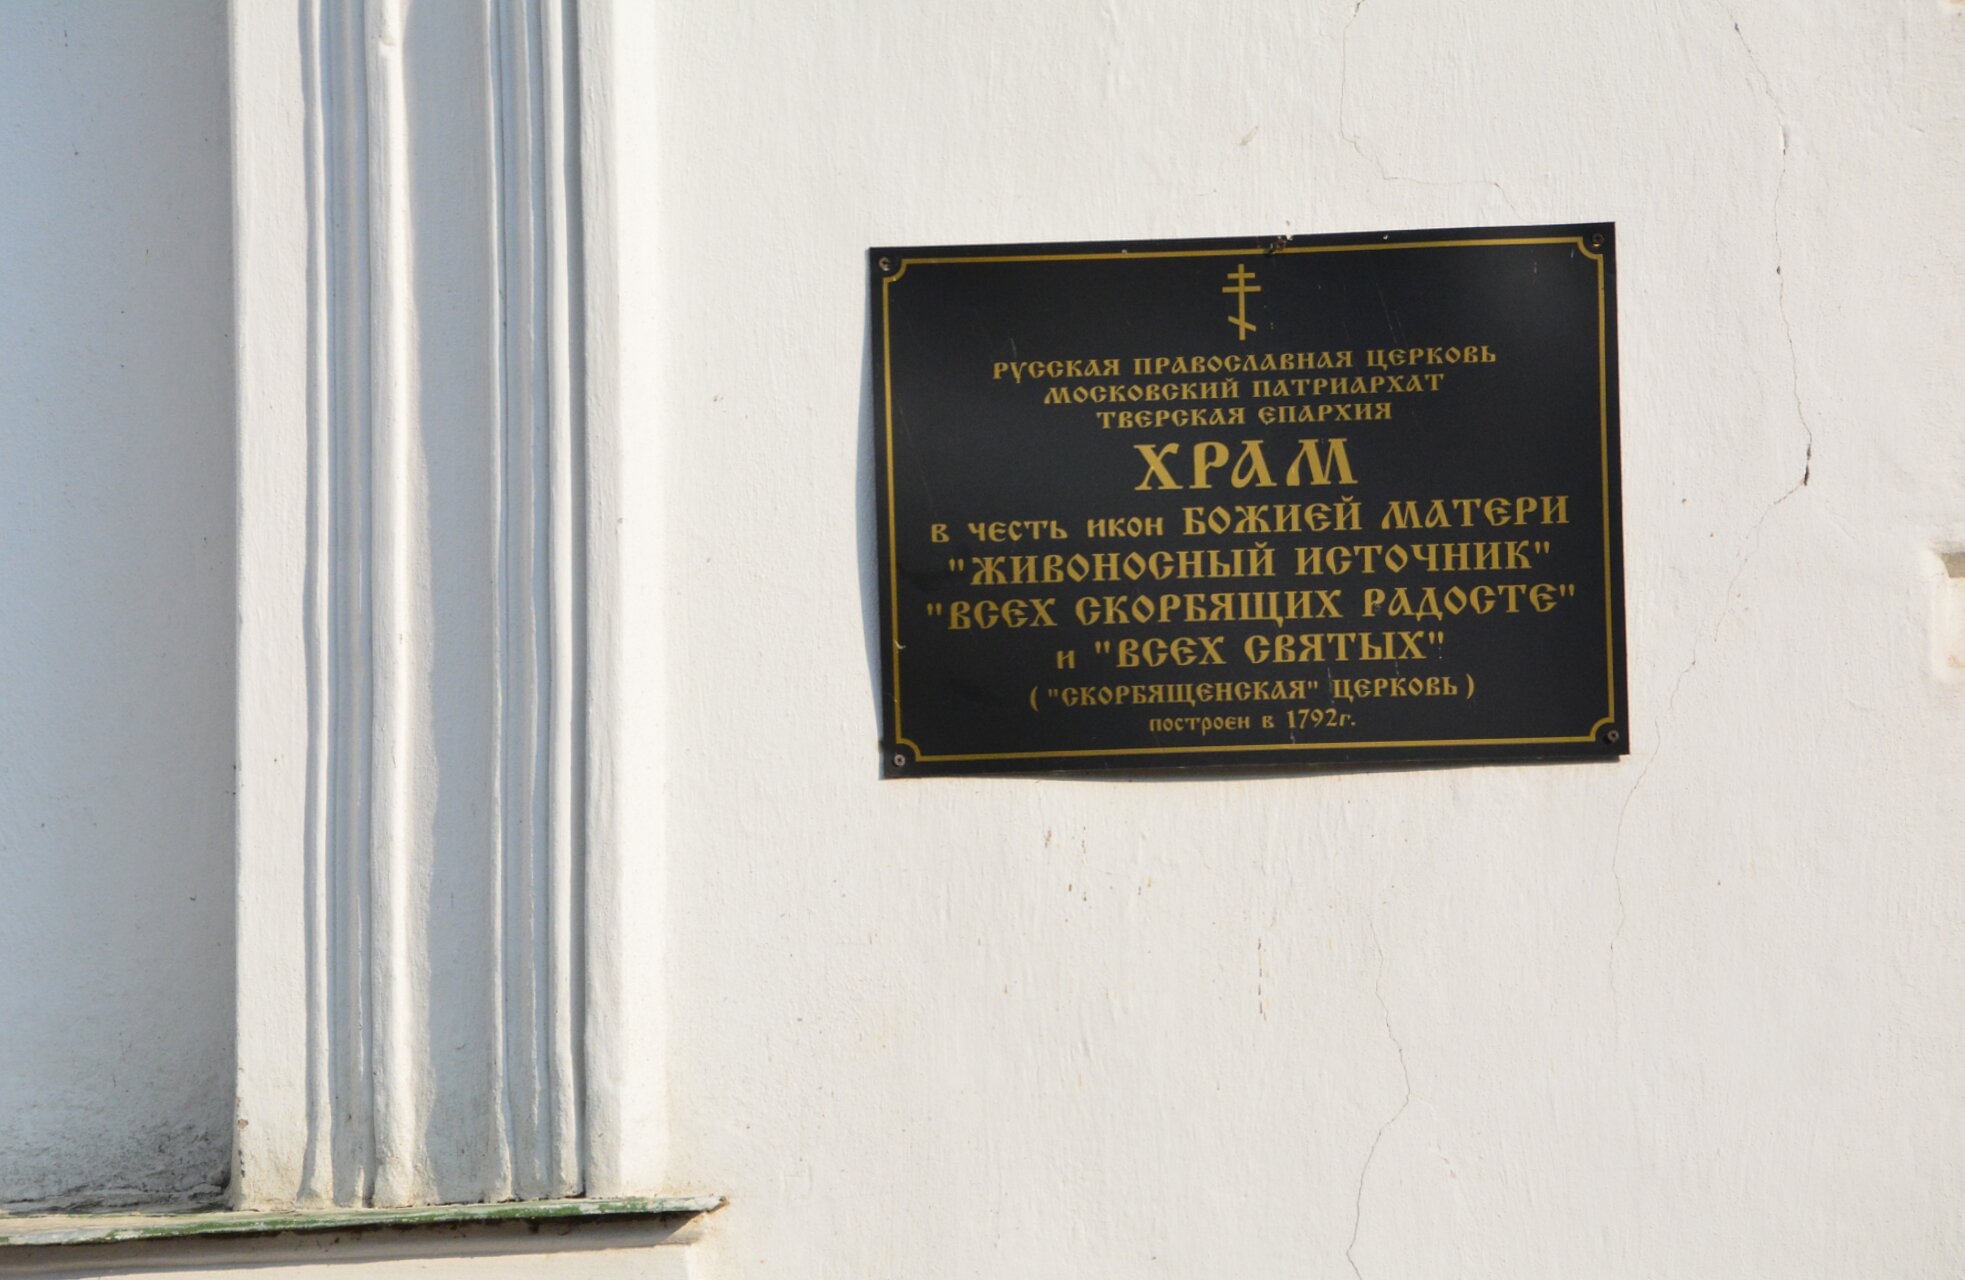 РУССКАЯ ПРАВОСЛАВНАЯ ЦЕРКОВЬ
МОСКОВСКИЙ ПАТРИАРХАТ
ТВЕРСКАЯ ЕПАРХИЯ
ХРАМ
в честь икон БОЖИЕЙ МАТЕРИ
"ЖИВОНОСНЫЙ ИСТОЧНИК"
"ВСЕХ СКОРБЯЩИХ РАДОСТЕ"
и "ВСЕХ СВЯТЫХ"
("СКОРБЯЩЕНСКАЯ" ЦЕРКОВЬ)
построен в 1792г.